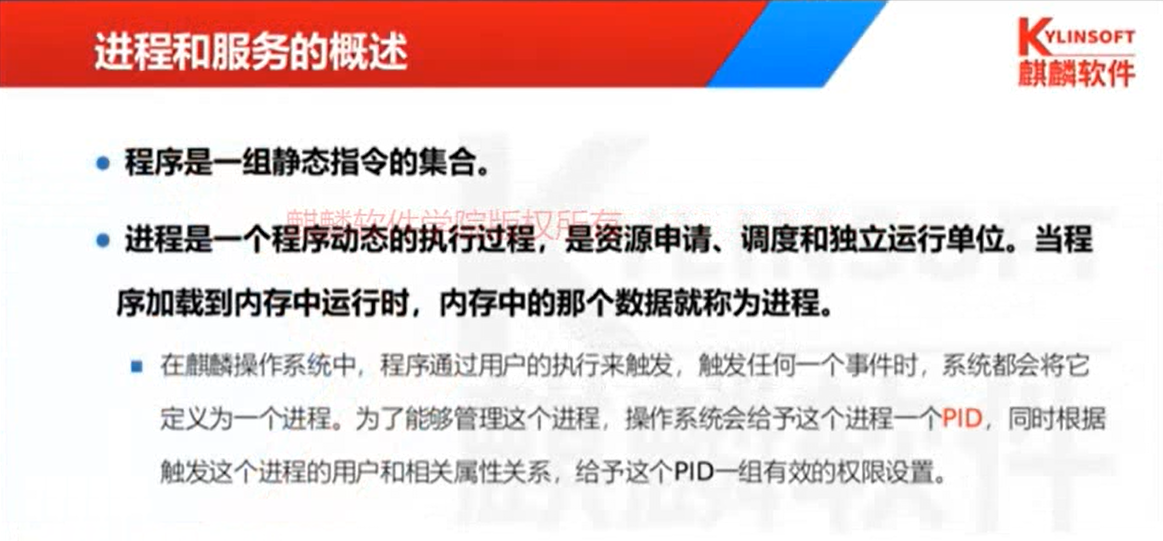 进程和服务的概述
KYLINSOFT
麒麟软件
程序是一组静态指令的集合。
麒麟软件学院版权所有
进程是一个程序动态的执行过程，是资源申请、调度和独立运行单位。当程
序加载到内存中运行时，内存中的那个数据就称为进程。
在麒麟操作系统中，程序通过用户的执行来触发，触发任何一个事件时，系统都会将它
定义为一个进程。为了能够管理这个进程，操作系统会给予这个进程一个PID，同时根据
触发这个进程的用户和相关属性关系，给予这个PID一组有效的权限设置。
KYLINSOFT
麒麟软件